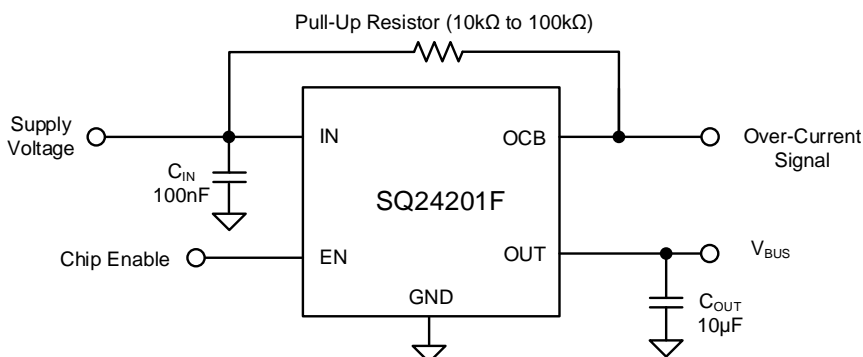 Pull-Up Resistor (10kΩ to 100kΩ)
Supply
Voltage
IN
OCB
Over-Current
Signal
CIN
100nF
SQ24201F
Chip Enable
EN
OUT
VBUS
GND
COUT
10µF